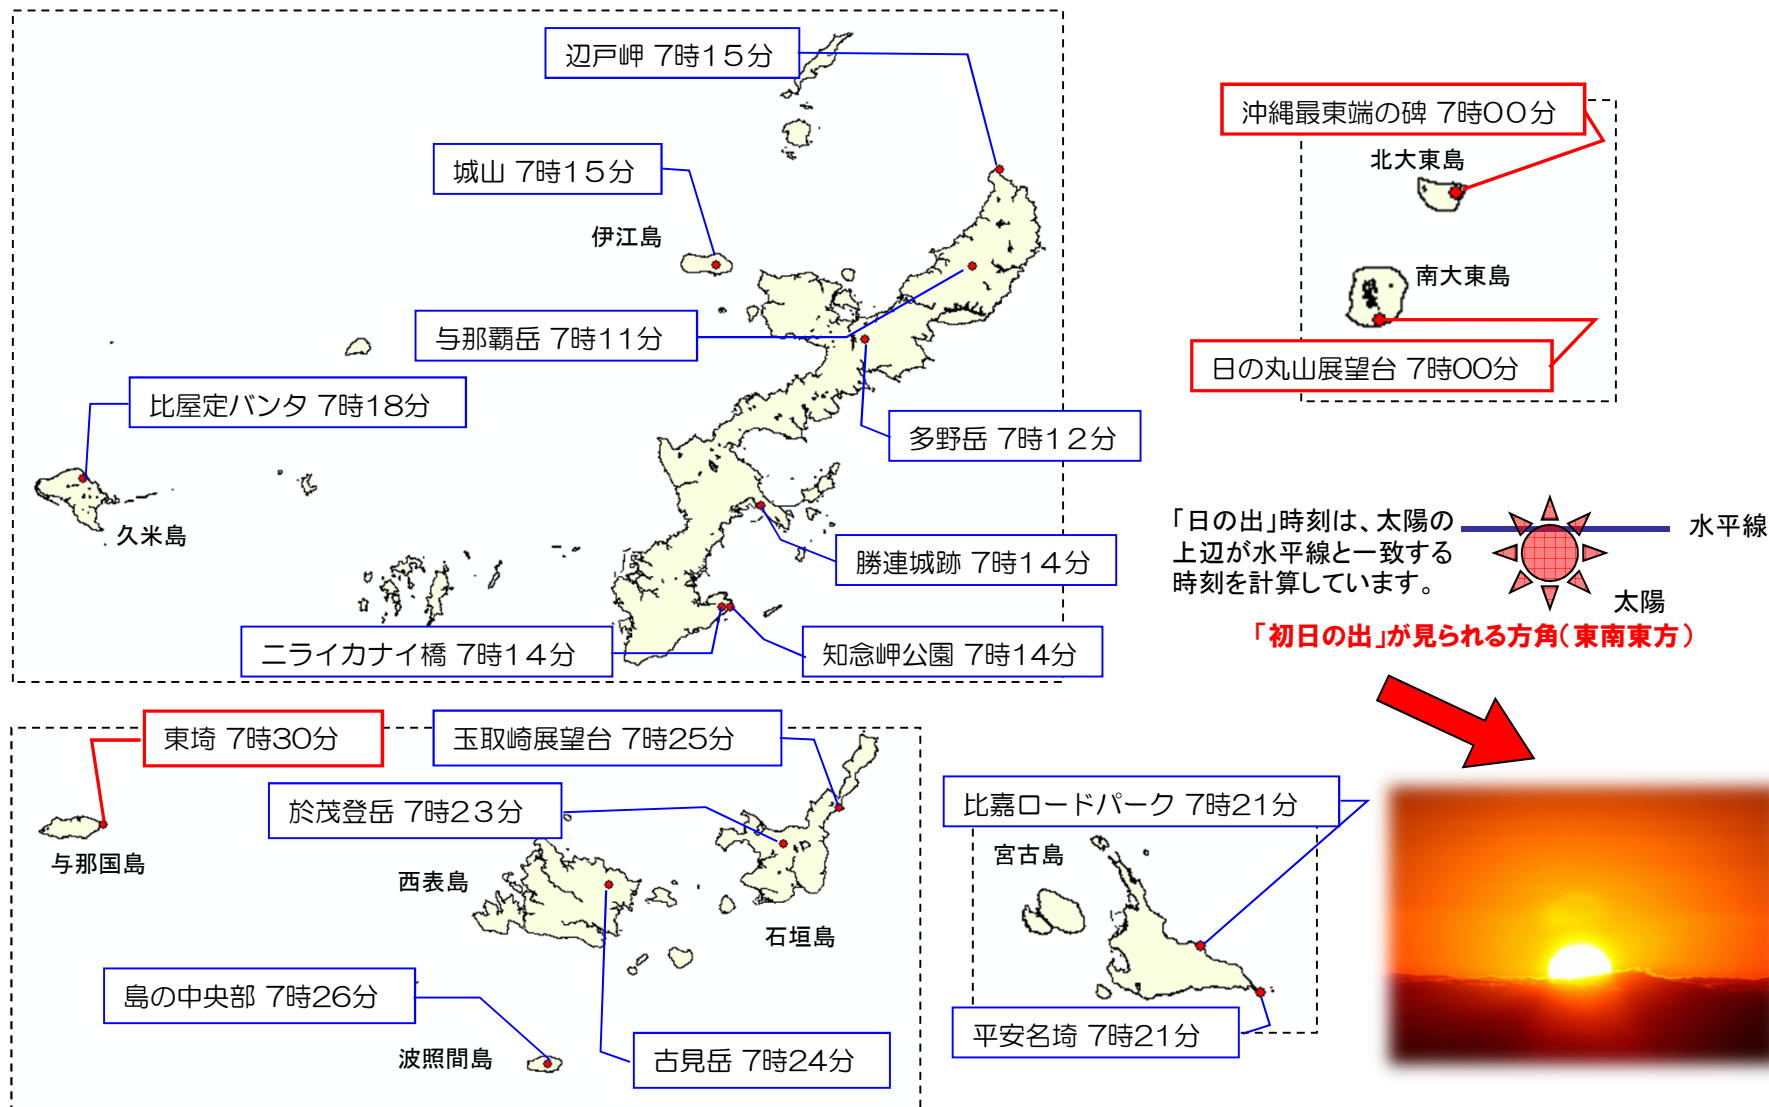 辺戸岬 7時15分
城山 7時15分
伊江島
与那覇岳 7時11分
比屋定バンタ 7時18分
久米島
多野岳 7時12分
勝連城跡 7時14分
ニライカナイ橋 7時14分
知念岬公園 7時14分
沖縄最東端の碑 7時00分
北大東島
南大東島
日の丸山展望台 7時00分
「日の出」時刻は、太陽の
上辺が水平線と一致する
時刻を計算しています。
水平線
太陽
「初日の出」が見られる方角(東南東方)
東埼 7時30分
与那国島
玉取崎展望台 7時25分
於茂登岳 7時23分
西表島
石垣島
島の中央部 7時26分
波照間島
古見岳 7時24分
比嘉ロードパーク 7時21分
宮古島
平安名埼 7時21分